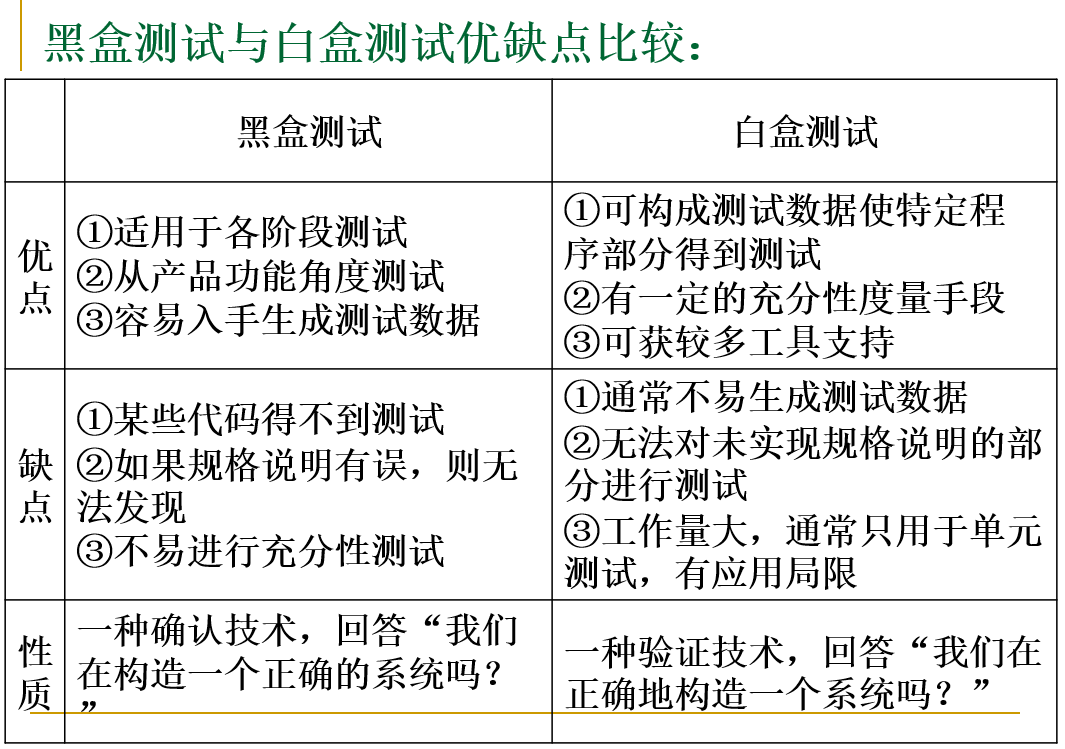 黑盒测试与白盒测试优缺点比较：
黑盒测试
白盒测试
优
点
①适用于各阶段测试
②从产品功能角度测试
③容易入手生成测试数据
①可构成测试数据使特定程
序部分得到测试
②有一定的充分性度量手段
③可获较多工具支持
缺
点
①某些代码得不到测试
②如果规格说明有误，则无
法发现
③不易进行充分性测试
①通常不易生成测试数据
②无法对未实现规格说明的部
分进行测试
③工作量大，通常只用于单元
测试，有应用局限
性
质
一种确认技术，回答“我们
在构造一个正确的系统吗？
”
一种验证技术，回答“我们在
正确地构造一个系统吗？”